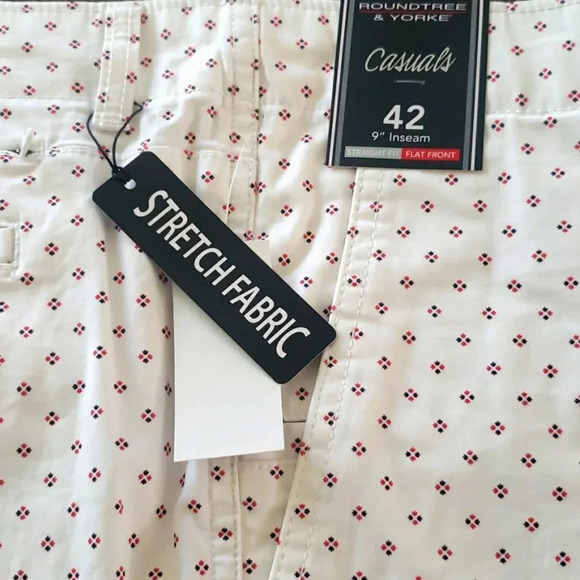 ROUNDTREE
& YORKE
Casuals
42
9" Inseam
STRAIGHT FIT FLAT FRONT
STRETCH FABRIC